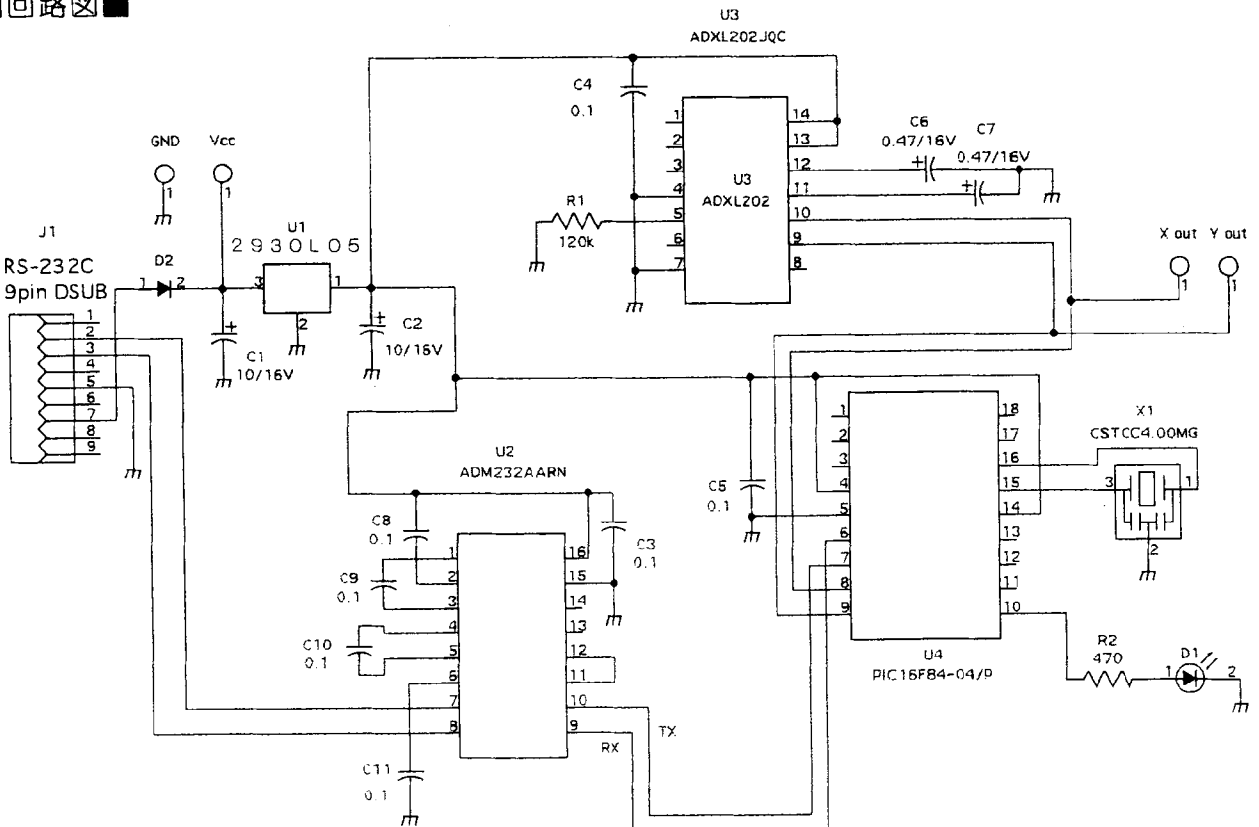 回路図■
U3
ADXL202JQC
C4
0.1
1
2
3
4
5
6
7
14
13
12
11
10
9
8
U3
ADXL202
C6
0.47/16V
C7
0.47/16V
+
+
R1
120k
GND
1
Vcc
1
X out
1
Y out
1
J1
RS-232C
9pin DSUB
1
2
3
4
5
6
7
8
9
D2
1
2
U1
2930L05
3
1
2
+
C1
10/16V
+
C2
10/16V
U2
ADM232AARN
C8
0.1
C9
0.1
C10
0.1
C11
0.1
C3
0.1
1
2
3
4
5
6
7
8
16
15
14
13
12
11
10
9
TX
RX
C5
0.1
1
2
3
4
5
6
7
8
9
18
17
16
15
14
13
12
11
10
U4
PIC16F84-04/P
X1
CSTCC4.00MG
3
1
2
R2
470
D1
1
2